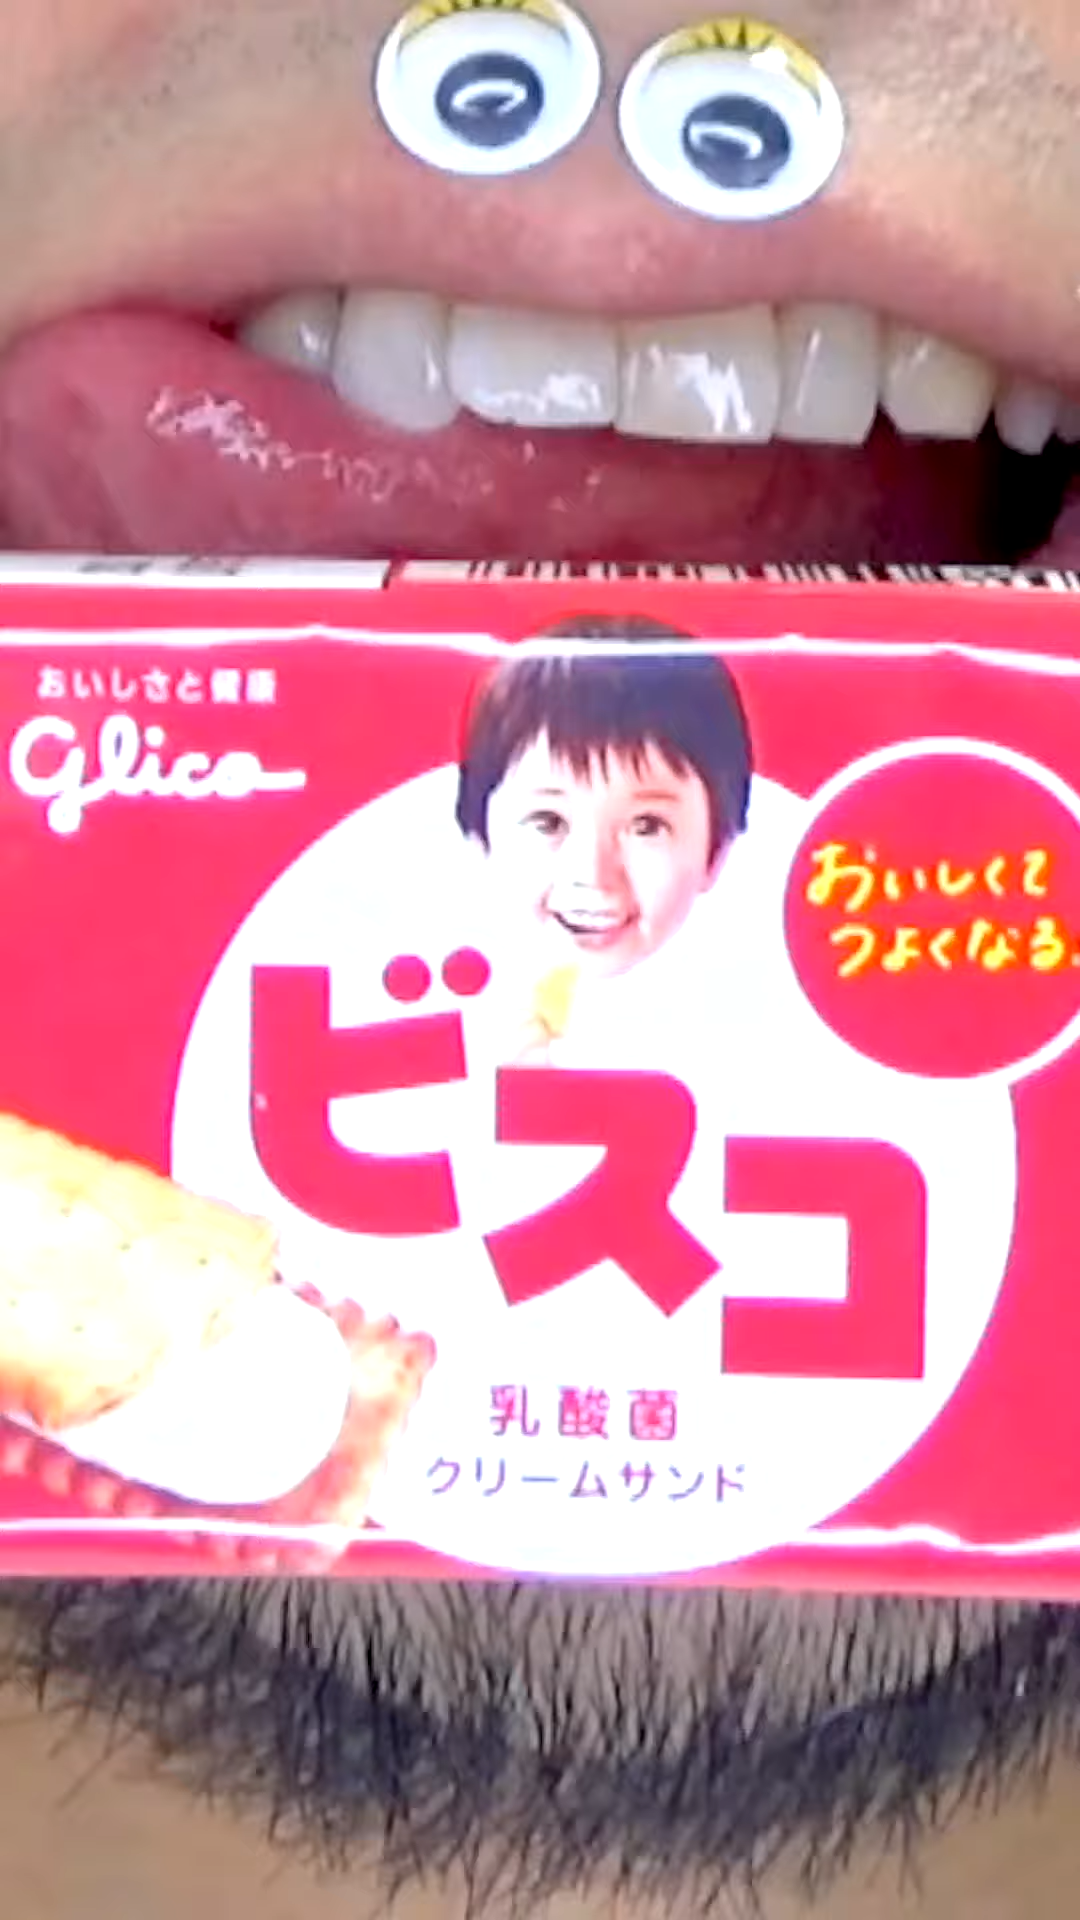 おいしさと健康
glico
おいしくて
つよくなる。
ビスコ
乳酸菌
クリームサンド